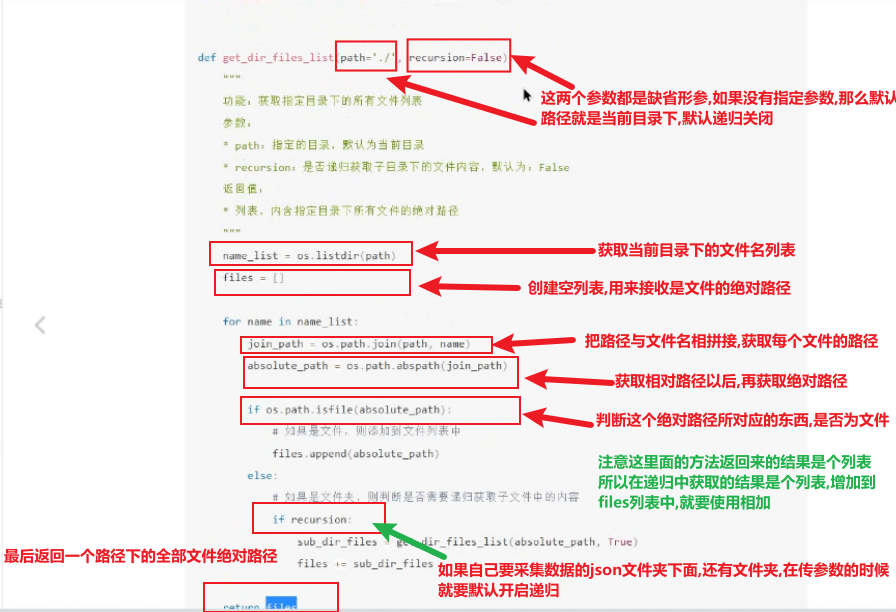 def get_dir_files_list(path='./', recursion=False)
"""
功能：获取指定目录下的所有文件列表
参数：
* path：指定的目录，默认为当前目录
* recursion：是否递归获取子目录下的文件内容，默认为：False
返回值：
* 列表，内含指定目录下所有文件的绝对路径
"""
name_list = os.listdir(path)
files = []
for name in name_list:
join_path = os.path.join(path, name)
absolute_path = os.path.abspath(join_path)
if os.path.isfile(absolute_path):
# 如果是文件，则添加到文件列表中
files.append(absolute_path)
else:
# 如果是文件夹，则判断是否需要递归获取子文件中的内容
if recursion:
sub_dir_files = get_dir_files_list(absolute_path, True)
files += sub_dir_files
return files
这两个参数都是缺省形参,如果没有指定参数,那么默认
路径就是当前目录下,默认递归关闭
获取当前目录下的文件名列表
创建空列表,用来接收是文件的绝对路径
把路径与文件名相拼接,获取每个文件的路径
获取相对路径以后,再获取绝对路径
判断这个绝对路径所对应的东西,是否为文件
注意这里面的方法返回来的结果是个列表
所以在递归中获取的结果是个列表,增加到
files列表中,就要使用相加
最后返回一个路径下的全部文件绝对路径
如果自己要采集数据的json文件夹下面,还有文件夹,在传参数的时候
就要默认开启递归